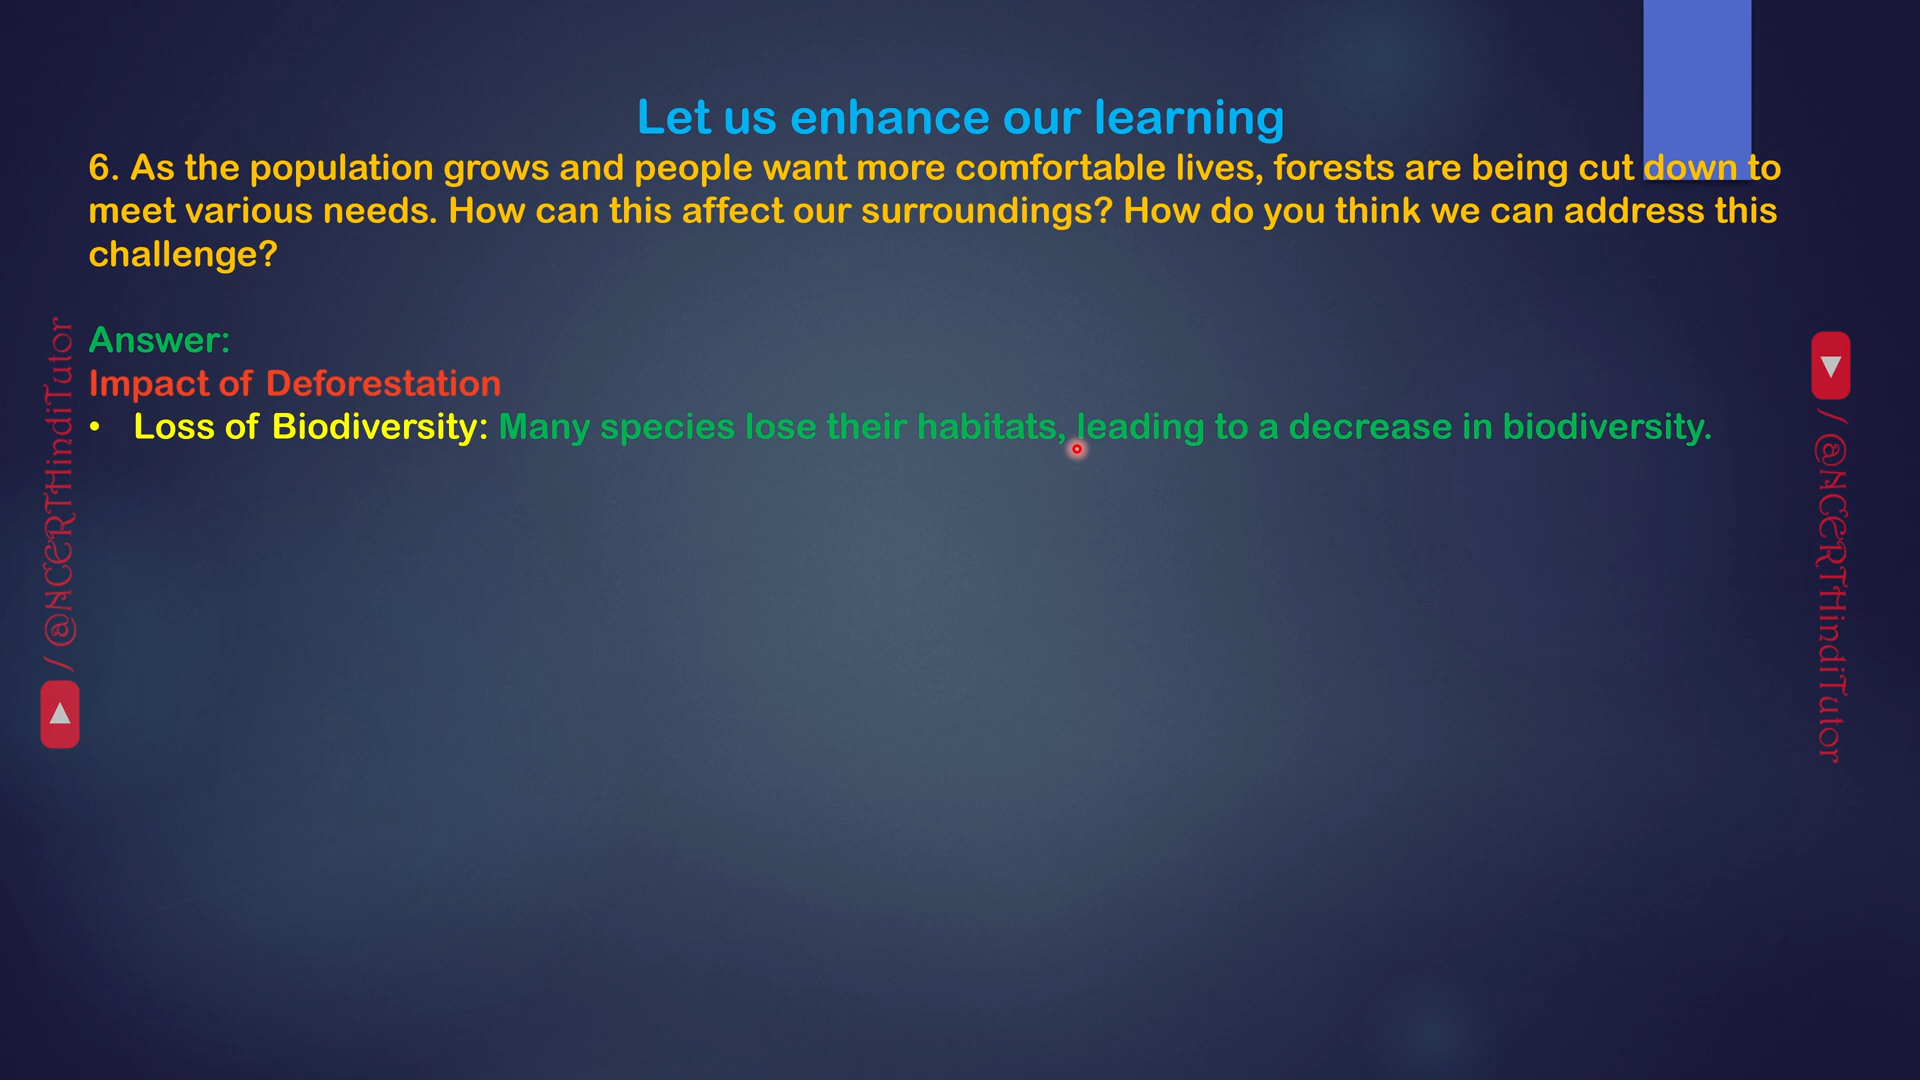 Let us enhance our learning
6. As the population grows and people want more comfortable lives, forests are being cut down to
meet various needs. How can this affect our surroundings? How do you think we can address this
challenge?
Answer:
Impact of Deforestation
• Loss of Biodiversity: Many species lose their habitats, leading to a decrease in biodiversity.
/ @NCERTHindiTutor
/ @NCERTHindiTutor